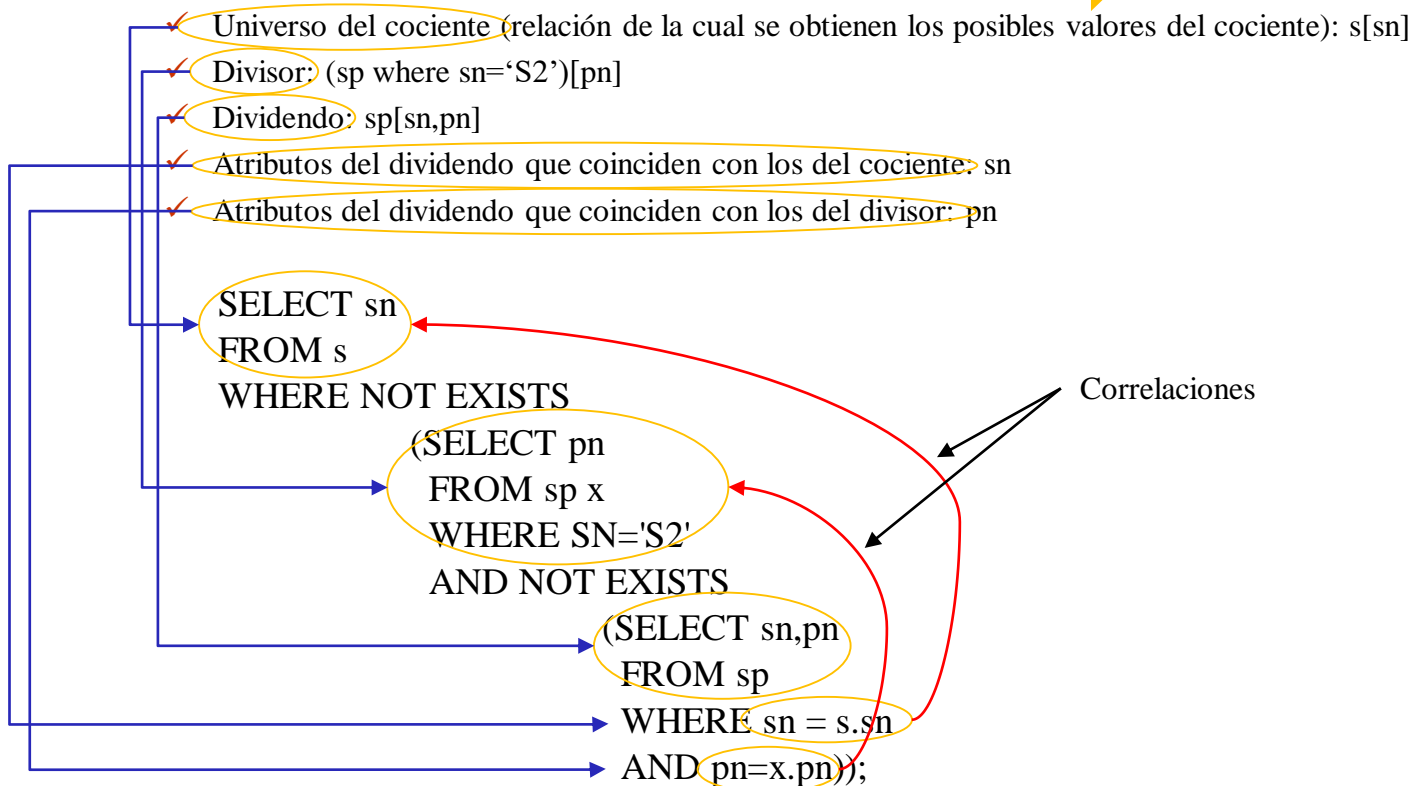 Universo del cociente (relación de la cual se obtienen los posibles valores del cociente): s[sn]
Divisor: (sp where sn=‘S2’)[pn]
Dividendo: sp[sn,pn]
Atributos del dividendo que coinciden con los del cociente: sn
Atributos del dividendo que coinciden con los del divisor: pn
SELECT sn
FROM s
WHERE NOT EXISTS
(SELECT pn
FROM sp x
WHERE SN='S2'
AND NOT EXISTS
(SELECT sn,pn
FROM sp
WHERE sn = s.sn
AND pn=x.pn));
Correlaciones